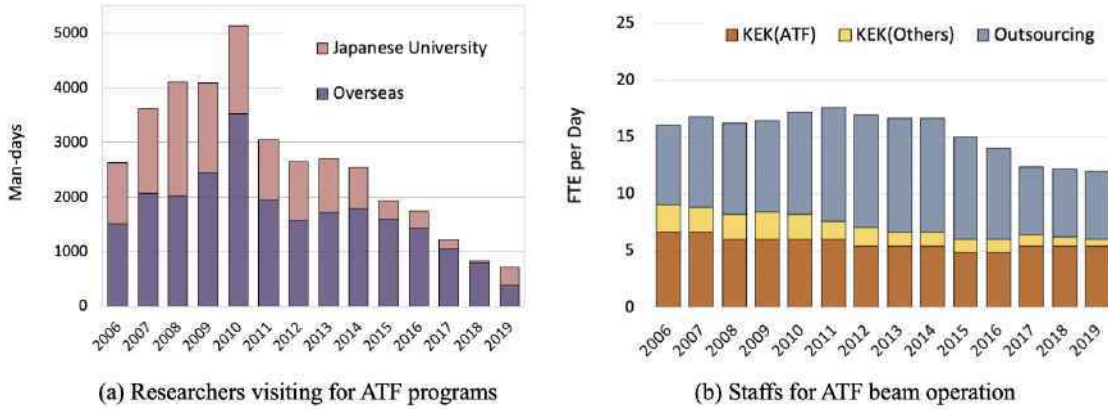 5000
4000
3000
2000
1000
0
Man-days
Japanese University
Overseas
2006 2007 2008 2009 2010 2011 2012 2013 2014 2015 2016 2017 2018 2019
(a) Researchers visiting for ATF programs
25
20
15
10
5
0
FTE per Day
KEK(ATF) KEK(Others) Outsourcing
2006 2007 2008 2009 2010 2011 2012 2013 2014 2015 2016 2017 2018 2019
(b) Staffs for ATF beam operation